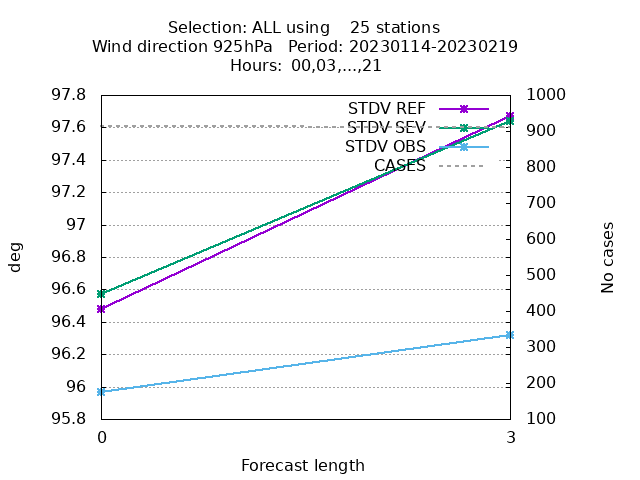 Selection: ALL using    25 stations
Wind direction 925hPa   Period: 20230114-20230219
Hours:  00,03,...,21
97.8
97.6
97.4
97.2
97
96.8
96.6
96.4
96.2
96
95.8
deg
STDV REF
STDV SEV
STDV OBS
CASES
1000
900
800
700
600
500
400
300
200
100
No cases
0
3
Forecast length